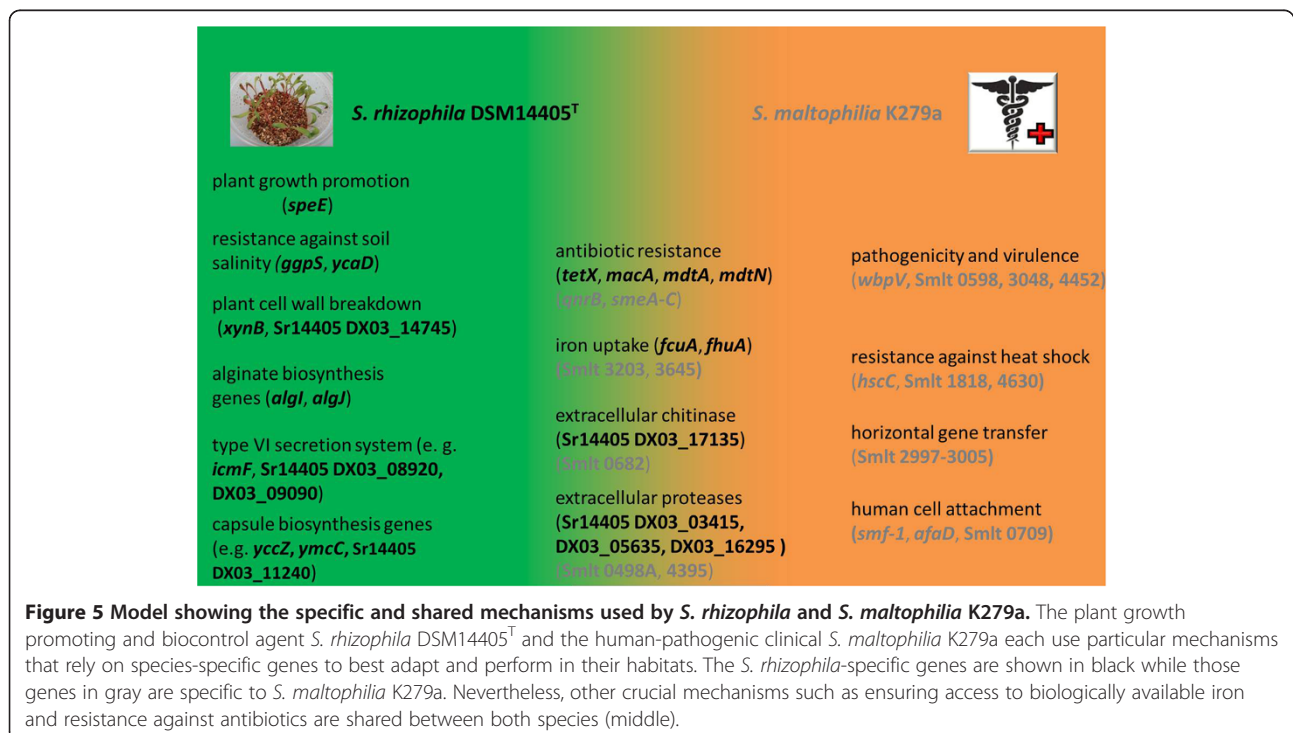 S. rhizophila DSM14405T
S. maltophilia K279a
plant growth promotion
(speE)
resistance against soil
salinity (ggpS, ycaD)
plant cell wall breakdown
(xynB, Sr14405 DX03_14745)
alginate biosynthesis
genes (algI, algJ)
type VI secretion system (e. g.
icmF, Sr14405 DX03_08920,
DX03_09090)
capsule biosynthesis genes
(e.g. yccZ, ymcC, Sr14405
DX03_11240)
antibiotic resistance
(tetX, macA, mdtA, mdtN)
(qnrB, smeA-C)
iron uptake (fcuA, fhuA)
(Smlt 3203, 3645)
extracellular chitinase
(Sr14405 DX03_17135)
(Smlt 0682)
extracellular proteases
(Sr14405 DX03_03415,
DX03_05635, DX03_16295 )
(Smlt 0498A, 4395)
pathogenicity and virulence
(wbpV, Smlt 0598, 3048, 4452)
resistance against heat shock
(hscC, Smlt 1818, 4630)
horizontal gene transfer
(Smlt 2997-3005)
human cell attachment
(smf-1, afaD, Smlt 0709)
Figure 5 Model showing the specific and shared mechanisms used by S. rhizophila and S. maltophilia K279a. The plant growth
promoting and biocontrol agent S. rhizophila DSM14405T and the human-pathogenic clinical S. maltophilia K279a each use particular mechanisms
that rely on species-specific genes to best adapt and perform in their habitats. The S. rhizophila-specific genes are shown in black while those
genes in gray are specific to S. maltophilia K279a. Nevertheless, other crucial mechanisms such as ensuring access to biologically available iron
and resistance against antibiotics are shared between both species (middle).